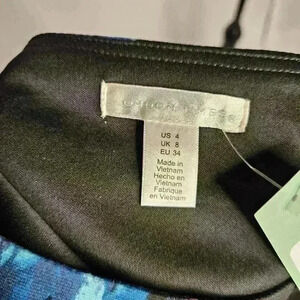 US 4
UK 8
EU 34
Made in
Vietnam
Hecho en
Vietnam
Fabriqué
en Vietnam